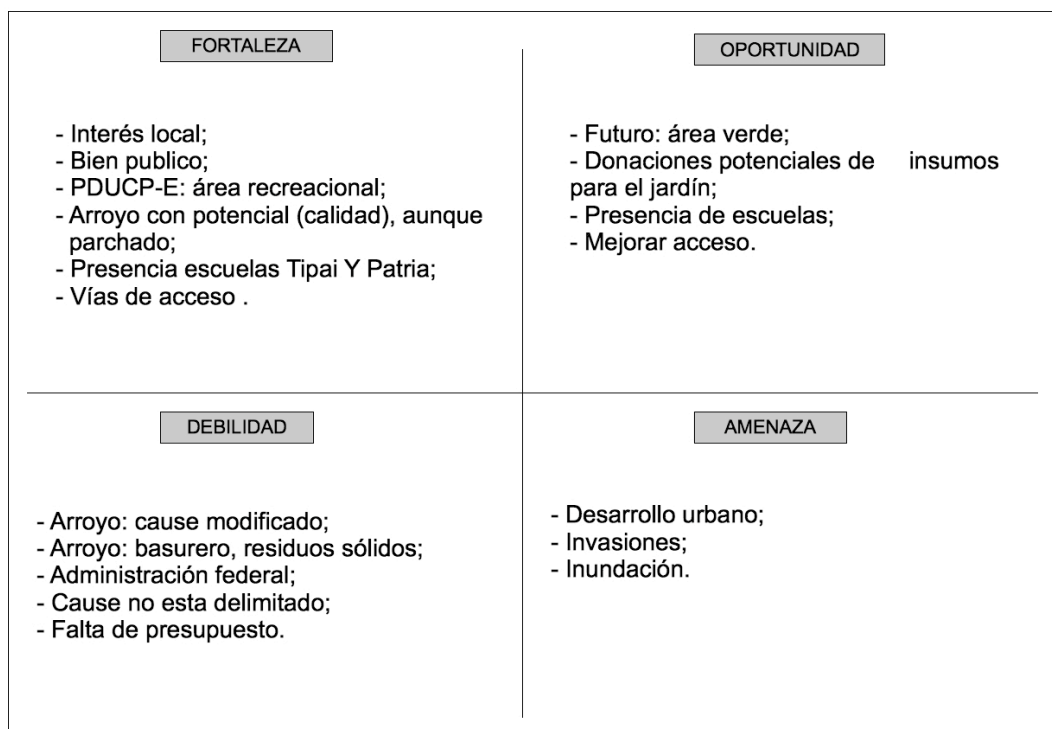 FORTALEZA
- Interés local;
- Bien publico;
- PDUCP-E: área recreacional;
- Arroyo con potencial (calidad), aunque
parchado;
- Presencia escuelas Tipai Y Patria;
- Vías de acceso .
OPORTUNIDAD
- Futuro: área verde;
- Donaciones potenciales de insumos
para el jardín;
- Presencia de escuelas;
- Mejorar acceso.
DEBILIDAD
- Arroyo: cause modificado;
- Arroyo: basurero, residuos sólidos;
- Administración federal;
- Cause no esta delimitado;
- Falta de presupuesto.
AMENAZA
- Desarrollo urbano;
- Invasiones;
- Inundación.